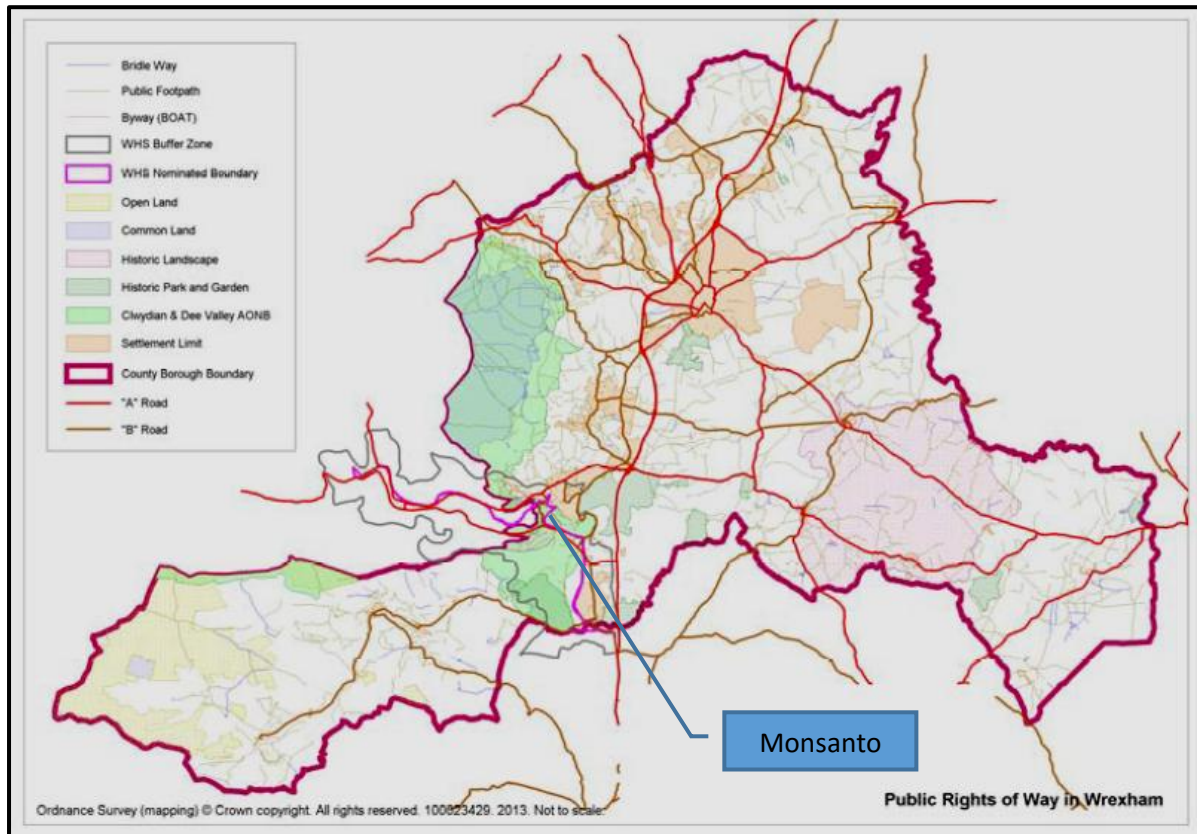 Bridle Way
Public Footpath
Byway (BOAT)
WHS Buffer Zone
WHS Nominated Boundary
Open Land
Common Land
Historic Landscape
Historic Park and Garden
Clwydian & Dee Valley AONB
Settlement Limit
County Borough Boundary
"A" Road
"B" Road
Monsanto
Ordnance Survey (mapping) © Crown copyright. All rights reserved. 100023429. 2013. Not to scale.
Public Rights of Way in Wrexham